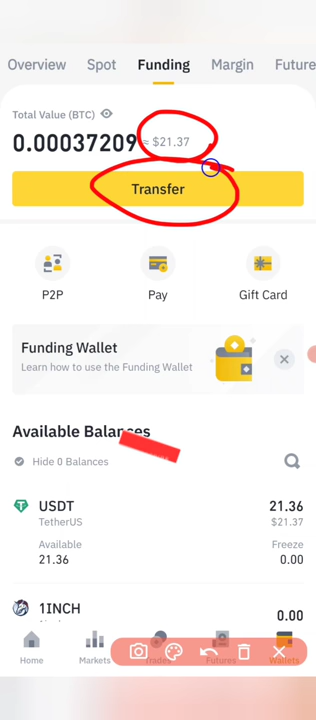 Overview Spot Funding Margin Future
Total Value (BTC)
0.00037209 ≈ $21.37
Transfer
P2P Pay Gift Card
Funding Wallet
Learn how to use the Funding Wallet
Available Balances
Hide 0 Balances
USDT 21.36
TetherUS $21.37
Available Freeze
21.36 0.00
1INCH 0.00
Home Markets Trades Futures Wallets